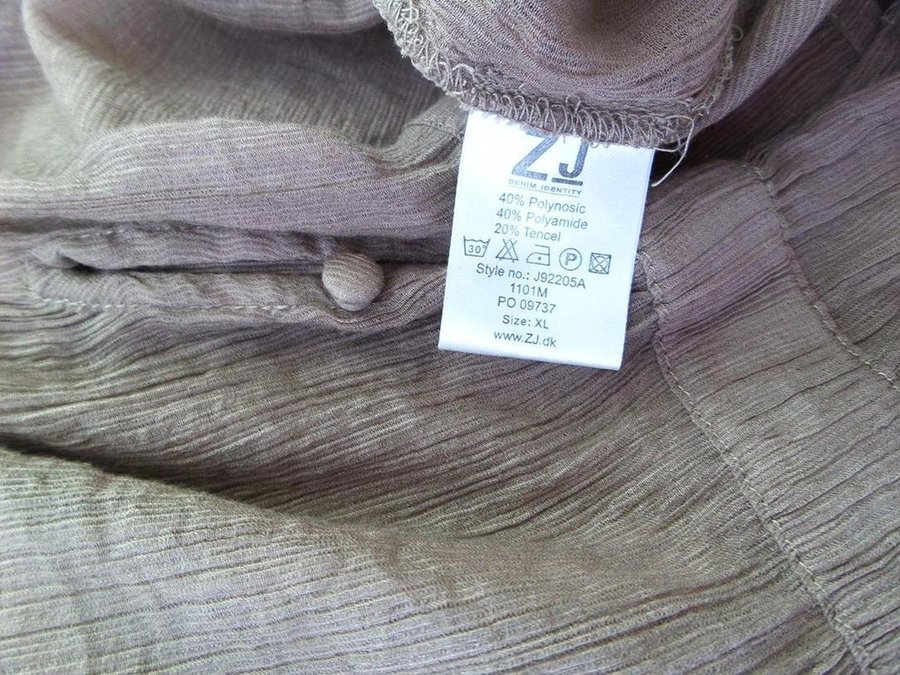 ZJ
DENIM IDENTITY
40% Polynosic
40% Polyamide
20% Tencel
30° P
Style no.: J92205A
1101M
PO 09737
Size: XL
www.ZJ.dk